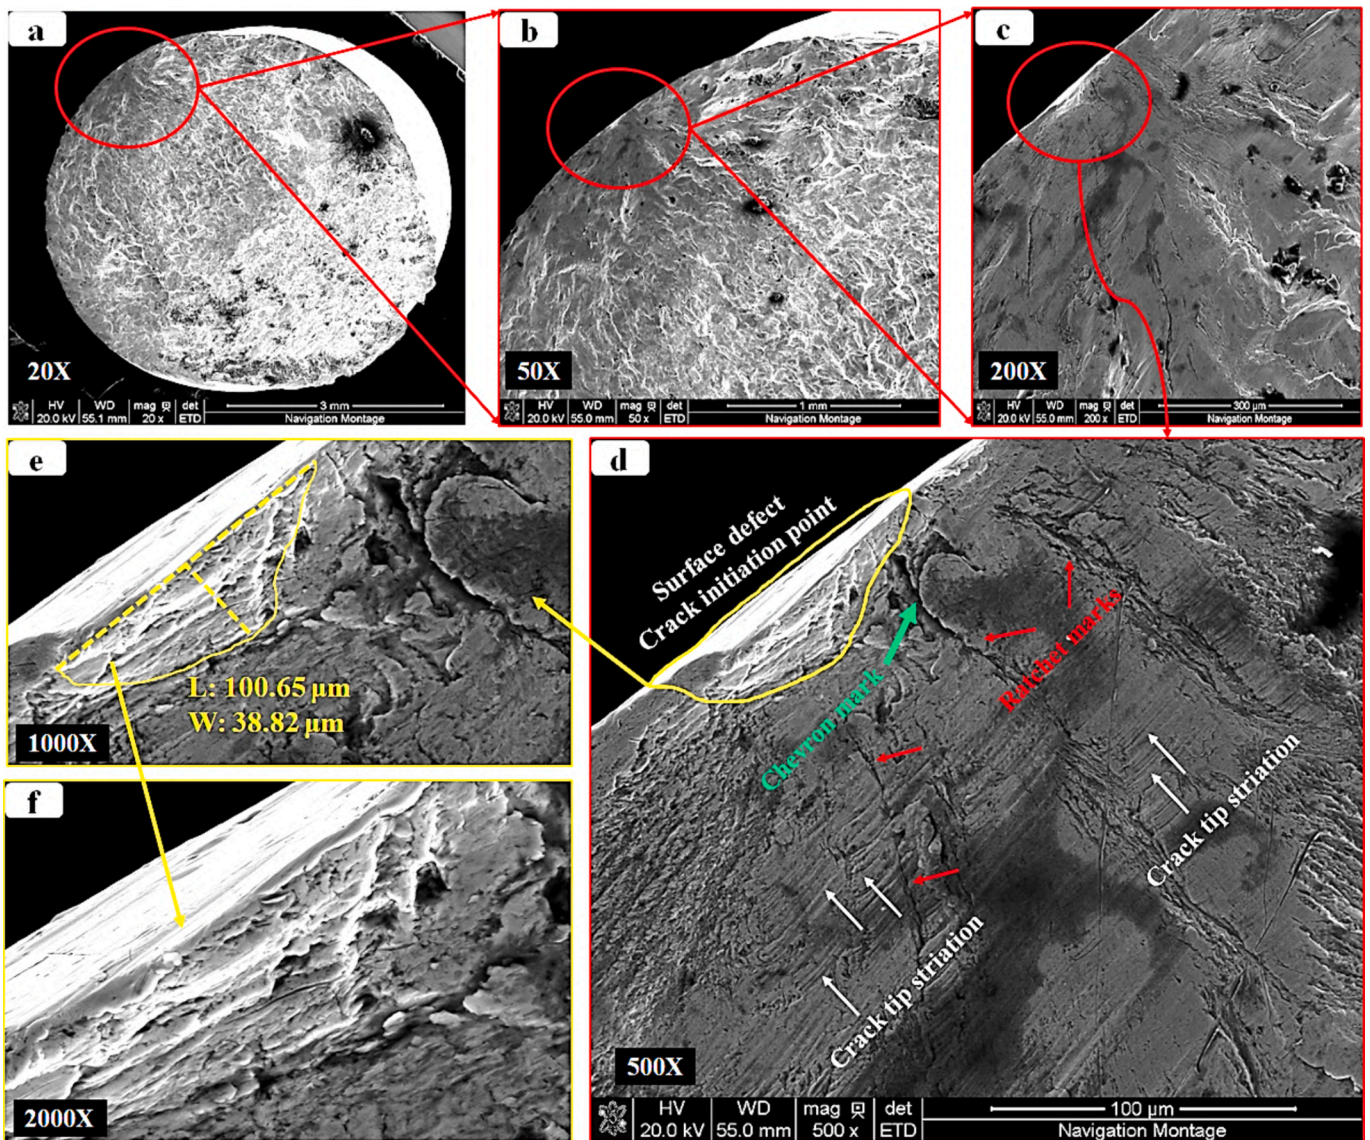 a
20X
HV WD mag det
20.0 kV 55.1 mm 20 x ETD
3 mm
Navigation Montage
b
50X
HV WD mag det
20.0 kV 55.0 mm 50 x ETD
1 mm
Navigation Montage
c
200X
HV WD mag det
20.0 kV 55.0 mm 200 x ETD
300 µm
Navigation Montage
e
L: 100.65 µm
W: 38.82 µm
1000X
d
Surface defect
Crack initiation point
Chevron mark
Ratchet marks
Crack tip striation
Crack tip striation
500X
HV WD mag det
20.0 kV 55.0 mm 500 x ETD
100 µm
Navigation Montage
f
2000X